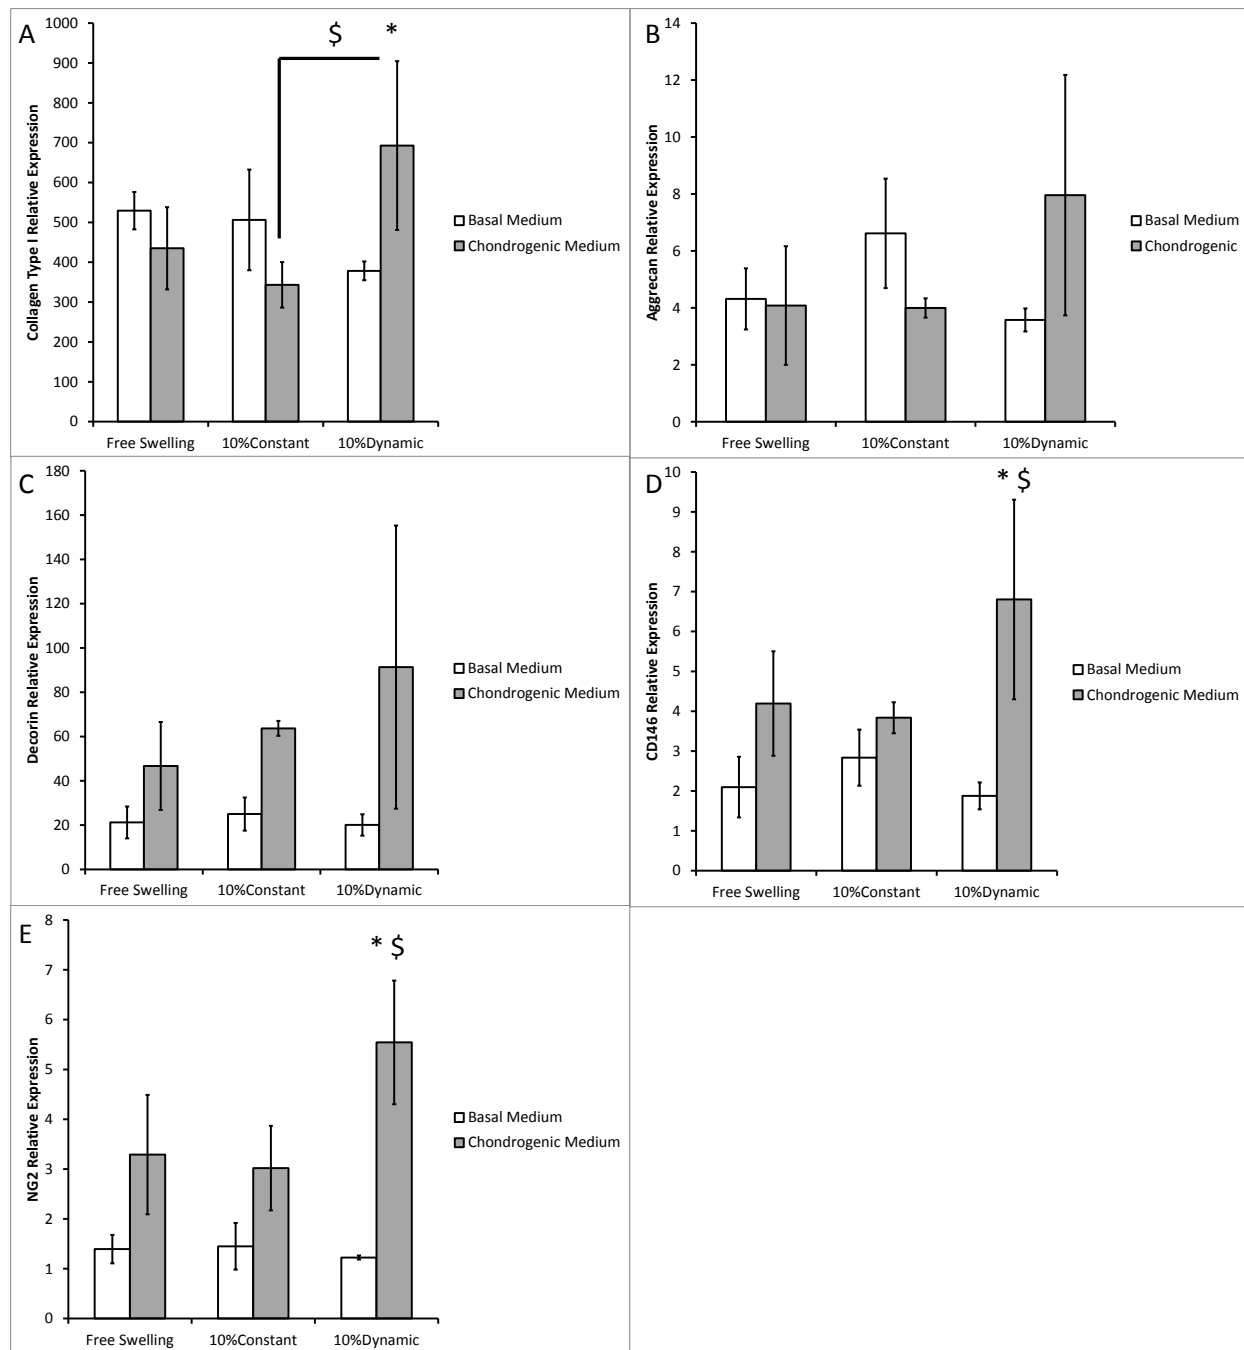 A
$ *
Collagen Type I Relative Expression
1000
900
800
700
600
500
400
300
200
100
0
Free Swelling 10%Constant 10%Dynamic
Basal Medium
Chondrogenic Medium
B
Aggrecan Relative Expression
14
12
10
8
6
4
2
0
Free Swelling 10%Constant 10%Dynamic
Basal Medium
Chondrogenic
C
Decorin Relative Expression
180
160
140
120
100
80
60
40
20
0
Free Swelling 10%Constant 10%Dynamic
Basal Medium
Chondrogenic Medium
D
* $
CD146 Relative Expression
10
9
8
7
6
5
4
3
2
1
0
Free Swelling 10%Constant 10%Dynamic
Basal Medium
Chondrogenic Medium
E
* $
NG2 Relative Expression
8
7
6
5
4
3
2
1
0
Free Swelling 10%Constant 10%Dynamic
Basal Medium
Chondrogenic Medium